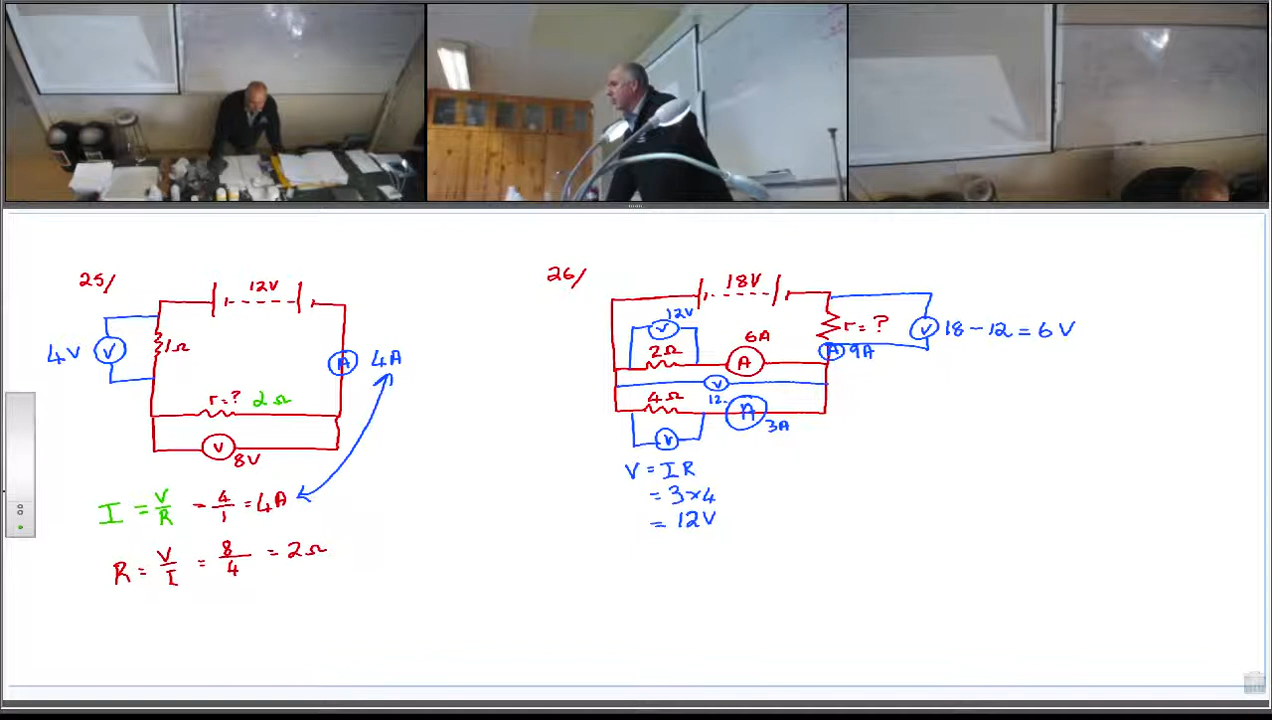 25/
12V
4V
V
1Ω
A
4A
r=?
2Ω
V
8V
I = V/R = 4/1 = 4A
R = V/I = 8/4 = 2Ω
26/
18V
12V
V
2Ω
6A
A
r=?
V
18-12=6V
A
9A
V
12
4Ω
A
3A
V
V = IR
= 3×4
= 12V